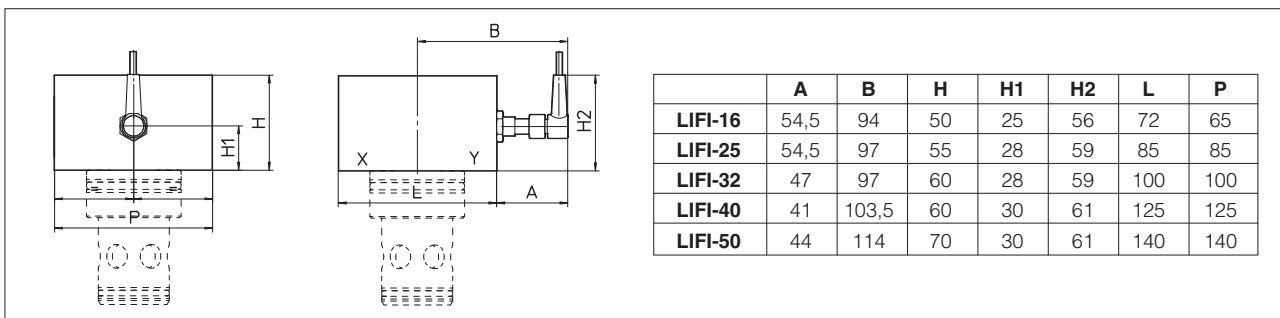 B
H
H1
P
H2
X
Y
L
A
A B H H1 H2 L P
LIFI-16 54,5 94 50 25 56 72 65
LIFI-25 54,5 97 55 28 59 85 85
LIFI-32 47 97 60 28 59 100 100
LIFI-40 41 103,5 60 30 61 125 125
LIFI-50 44 114 70 30 61 140 140